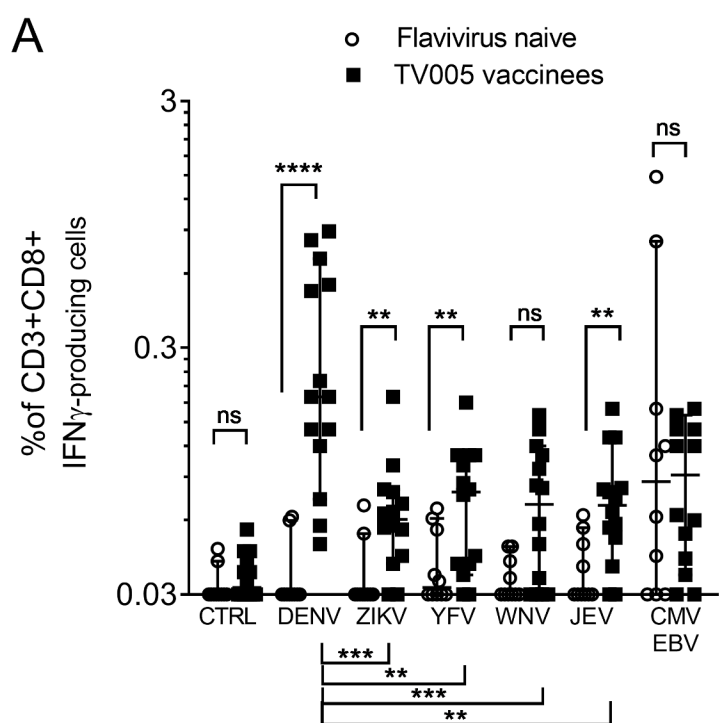 A
Flavivirus naive
TV005 vaccinees
%of CD3+CD8+
IFNγ-producing cells
3
0.3
0.03
ns
****
**
**
ns
**
ns
CTRL
DENV
ZIKV
YFV
WNV
JEV
CMV
EBV
***
**
***
**